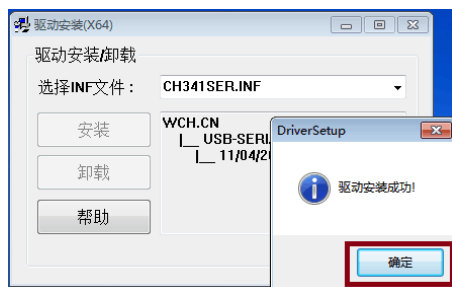 驱动安装(X64)
驱动安装/卸载
选择INF文件：
CH341SER.INF
安装
卸载
帮助
WCH.CN
|__ USB-SERI
|__ 11/04/20
DriverSetup
驱动安装成功!
确定